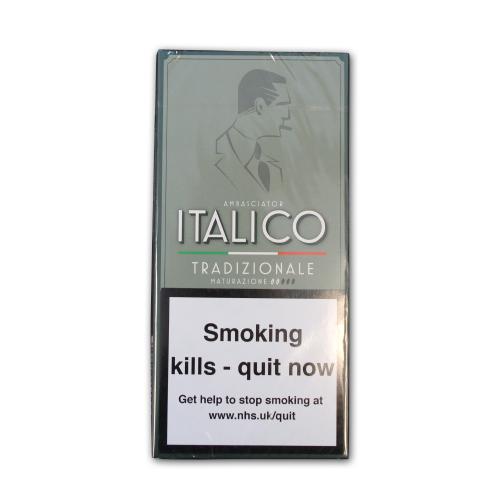 AMBASCIATOR
ITALICO
TRADIZIONALE
MATURAZIONE
Smoking
kills - quit now
Get help to stop smoking at
www.nhs.uk/quit